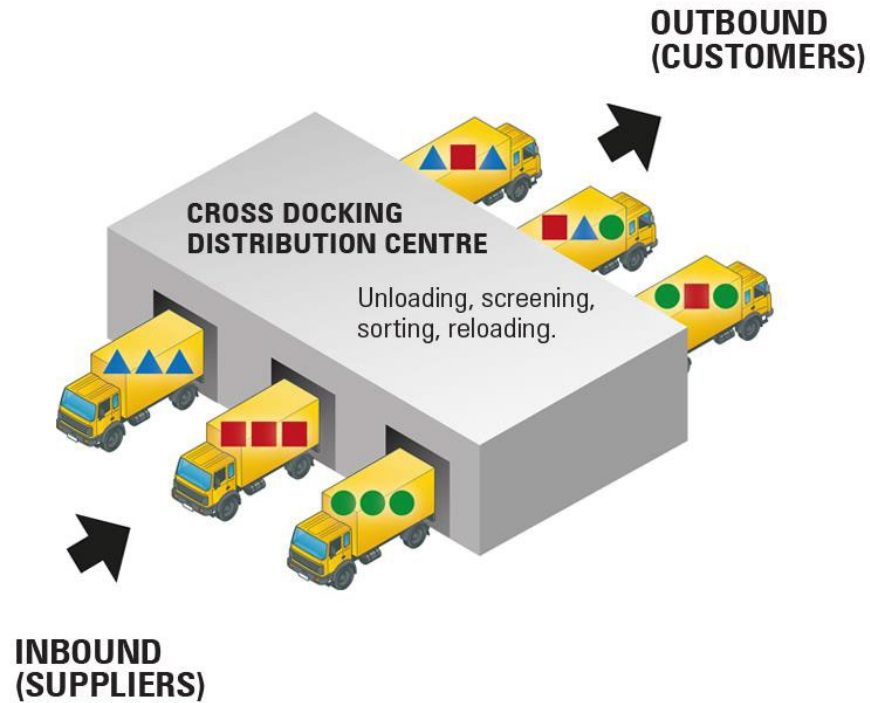 OUTBOUND
(CUSTOMERS)
CROSS DOCKING
DISTRIBUTION CENTRE
Unloading, screening,
sorting, reloading.
INBOUND
(SUPPLIERS)